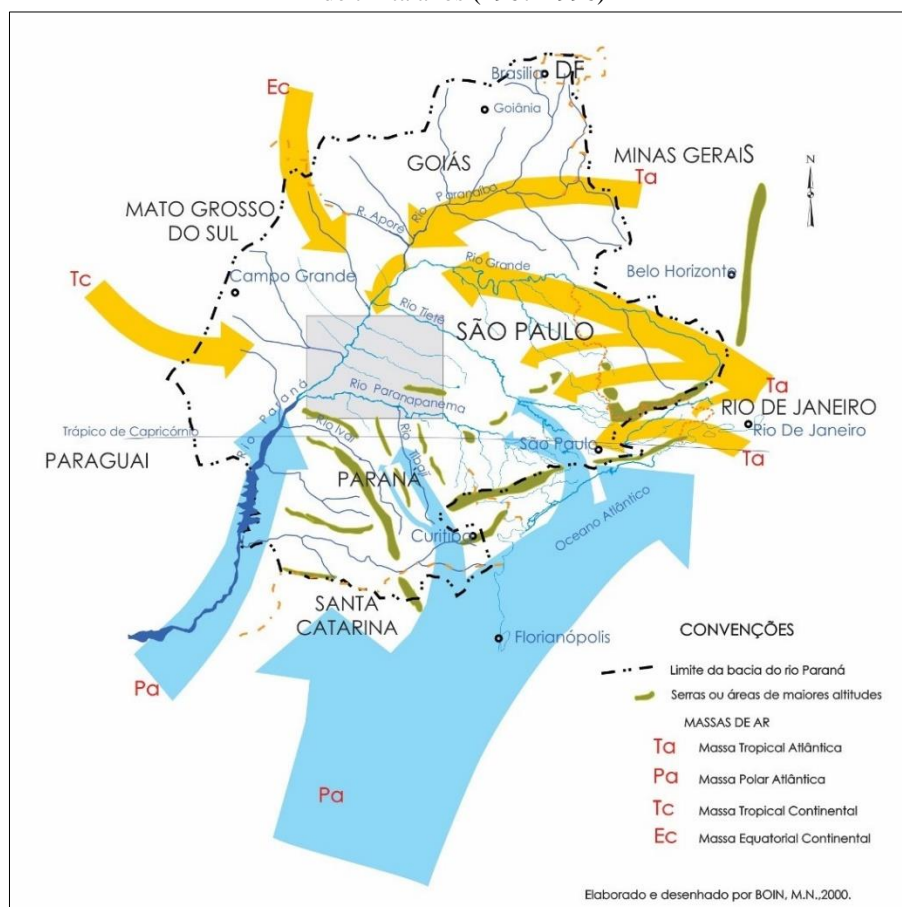 Ec
Brasília
DF
Goiânia
GOIÁS
MINAS GERAIS
Ta
Rio Paranaíba
N
MATO GROSSO
DO SUL
R. Aporé
Rio Grande
Belo Horizonte
Tc
Campo Grande
Rio Tietê
SÃO PAULO
Ta
Rio Paranapanema
RIO DE JANEIRO
Rio De Janeiro
Rio Paraná
Trápico de Capricórnio
Rio Ivaí
Rio
São Paulo
Ta
PARAGUAI
PARANÁ
Oceano Atlântico
Curitiba
SANTA
CATARINA
Florianópolis
CONVENÇÕES
Limite da bacia do rio Paraná
Pa
Serras ou áreas de maiores altitudes
MASSAS DE AR
Ta Massa Tropical Atlântica
Pa
Pa Massa Polar Atlântica
Tc Massa Tropical Continental
Ec Massa Equatorial Continental
Elaborado e desenhado por BOIN, M.N.,2000.